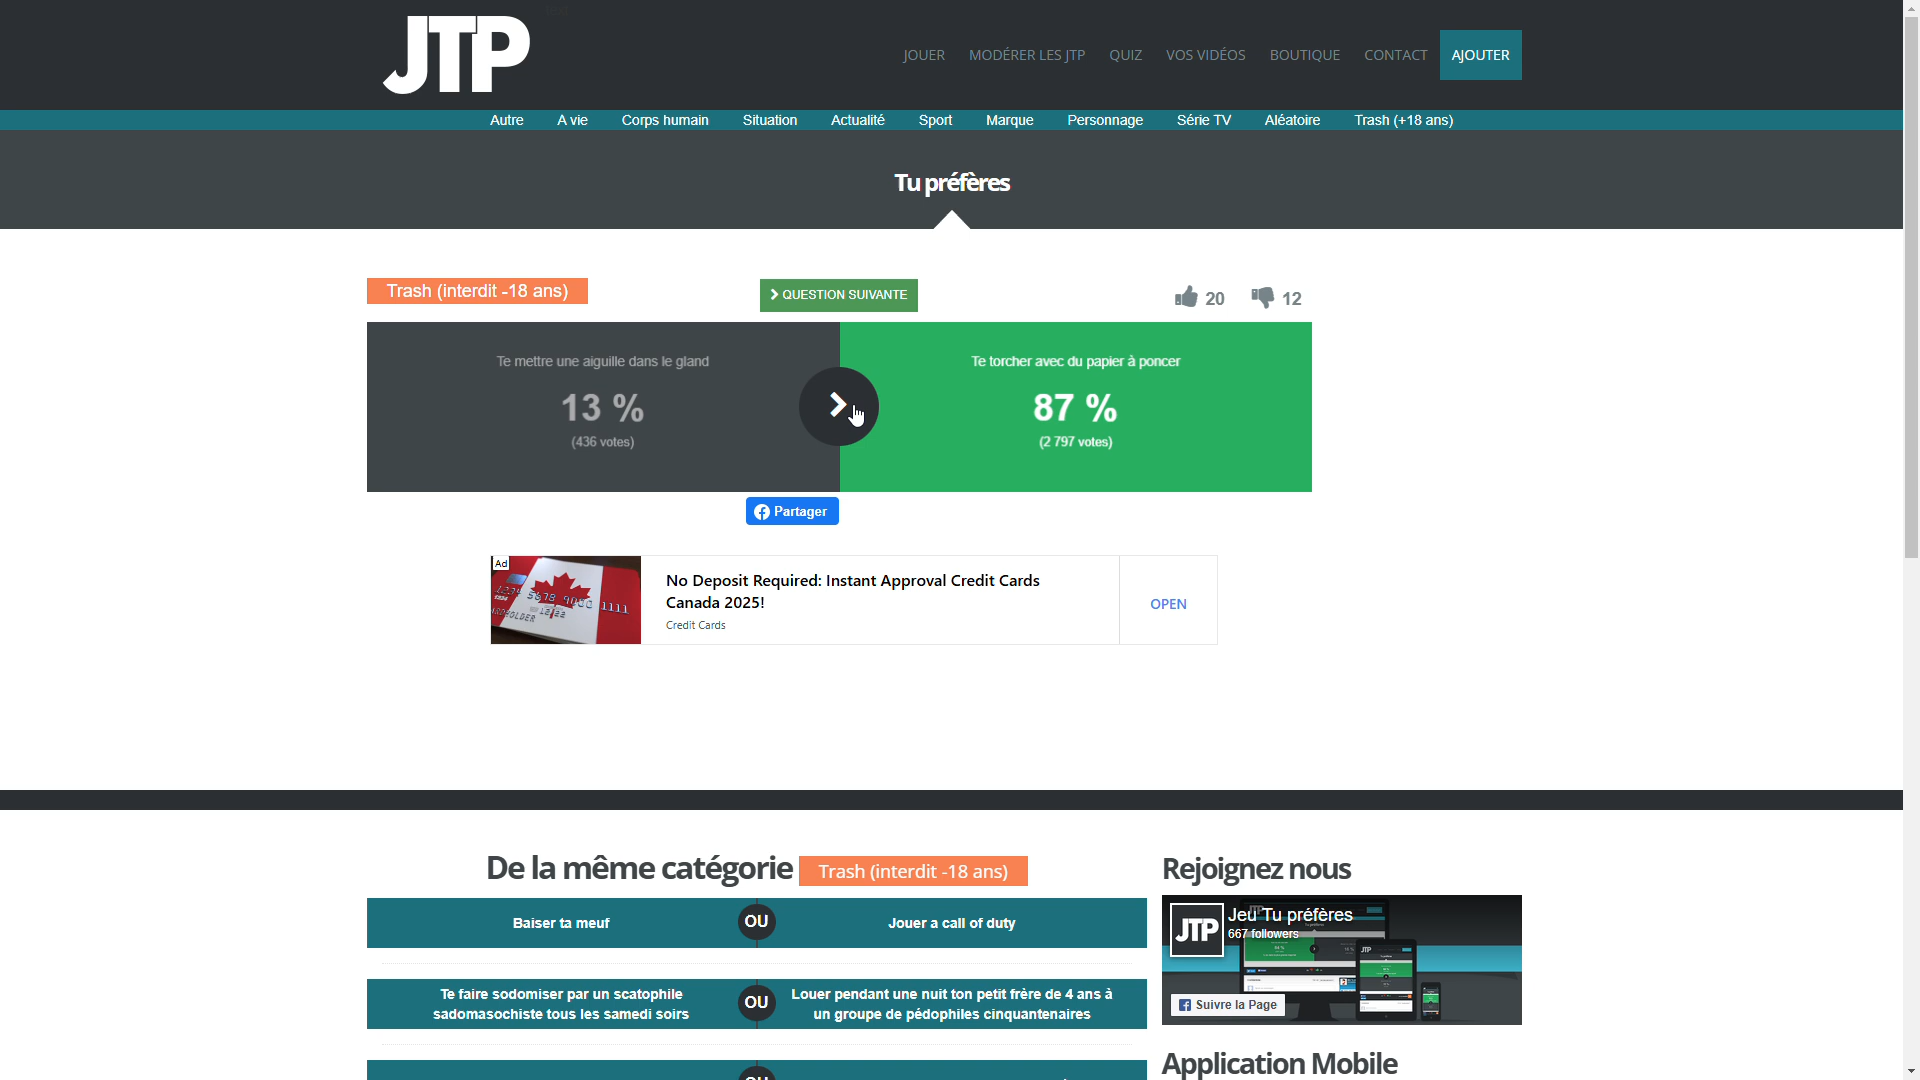 JTP
JOUER MODÉRER LES JTP QUIZ VOS VIDÉOS BOUTIQUE CONTACT AJOUTER
Autre A vie Corps humain Situation Actualité Sport Marque Personnage Série TV Aléatoire Trash (+18 ans)
Tu préfères
Trash (interdit -18 ans)
QUESTION SUIVANTE
20 12
Te mettre une aiguille dans le gland
13 %
(436 votes)
Te torcher avec du papier à poncer
87 %
(2 797 votes)
Partager
Ad
No Deposit Required: Instant Approval Credit Cards
Canada 2025!
Credit Cards
OPEN
De la même catégorie Trash (interdit -18 ans)
Baiser ta meuf
OU
Jouer a call of duty
Te faire sodomiser par un scatophile
sadomasochiste tous les samedi soirs
OU
Louer pendant une nuit ton petit frère de 4 ans à
un groupe de pédophiles cinquantenaires
Rejoignez nous
JTP
Jeu Tu préfères
667 followers
Suivre la Page
Application Mobile